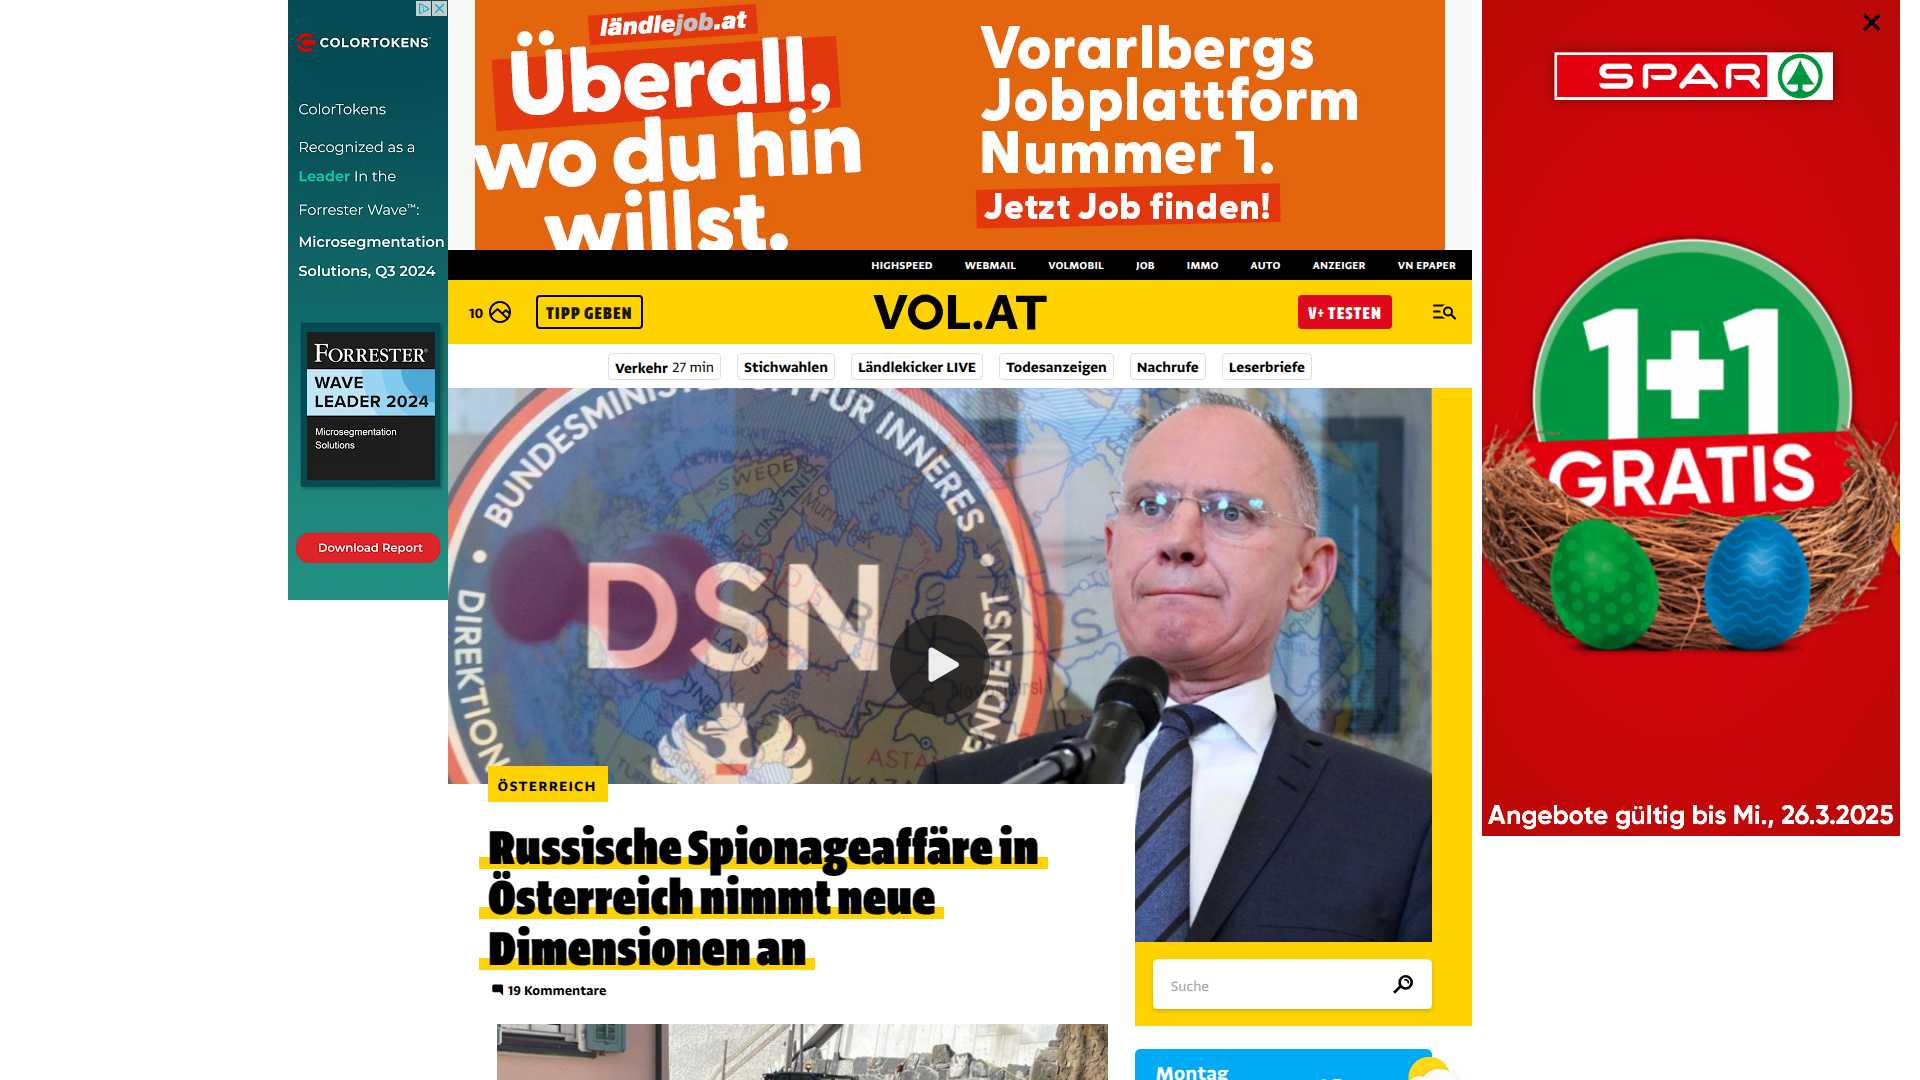 COLORTOKENS
ColorTokens
Recognized as a
Leader In the
Forrester Wave™:
Microsegmentation
Solutions, Q3 2024
FORRESTER
WAVE
LEADER 2024
Microsegmentation
Solutions
Download Report
ländlejob.at
Überall,
wo du hin
willst.
Vorarlbergs
Jobplattform
Nummer 1.
Jetzt Job finden!
HIGHSPEED WEBMAIL VOLMOBIL JOB IMMO AUTO ANZEIGER VN EPAPER
10 TIPP GEBEN VOL.AT V+ TESTEN
Verkehr 27 min Stichwahlen Ländlekicker LIVE Todesanzeigen Nachrufe Leserbriefe
FÜR INNERES
DIREKTION
DSN
SWEDEN
ÖSTERREICH
Russische Spionageaffäre in
Österreich nimmt neue
Dimensionen an
19 Kommentare
Suche
Montag
SPAR
1+1
GRATIS
Angebote gültig bis Mi., 26.3.2025